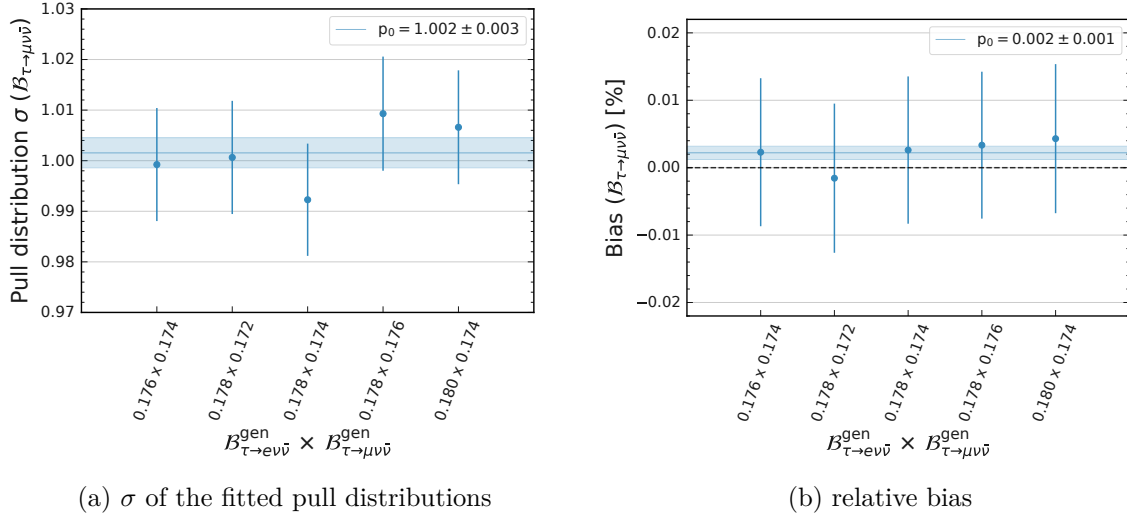 1.03
1.02
1.01
1.00
0.99
0.98
0.97
Pull distribution σ (ℬτ→μνν̄)
p₀ = 1.002 ± 0.003
0.176 x 0.174
0.178 x 0.172
0.178 x 0.174
0.178 x 0.176
0.180 x 0.174
ℬ^gen_τ→eνν̄ × ℬ^gen_τ→μνν̄
(a) σ of the fitted pull distributions
0.02
0.01
0.00
−0.01
−0.02
Bias (ℬτ→μνν̄) [%]
p₀ = 0.002 ± 0.001
0.176 x 0.174
0.178 x 0.172
0.178 x 0.174
0.178 x 0.176
0.180 x 0.174
ℬ^gen_τ→eνν̄ × ℬ^gen_τ→μνν̄
(b) relative bias